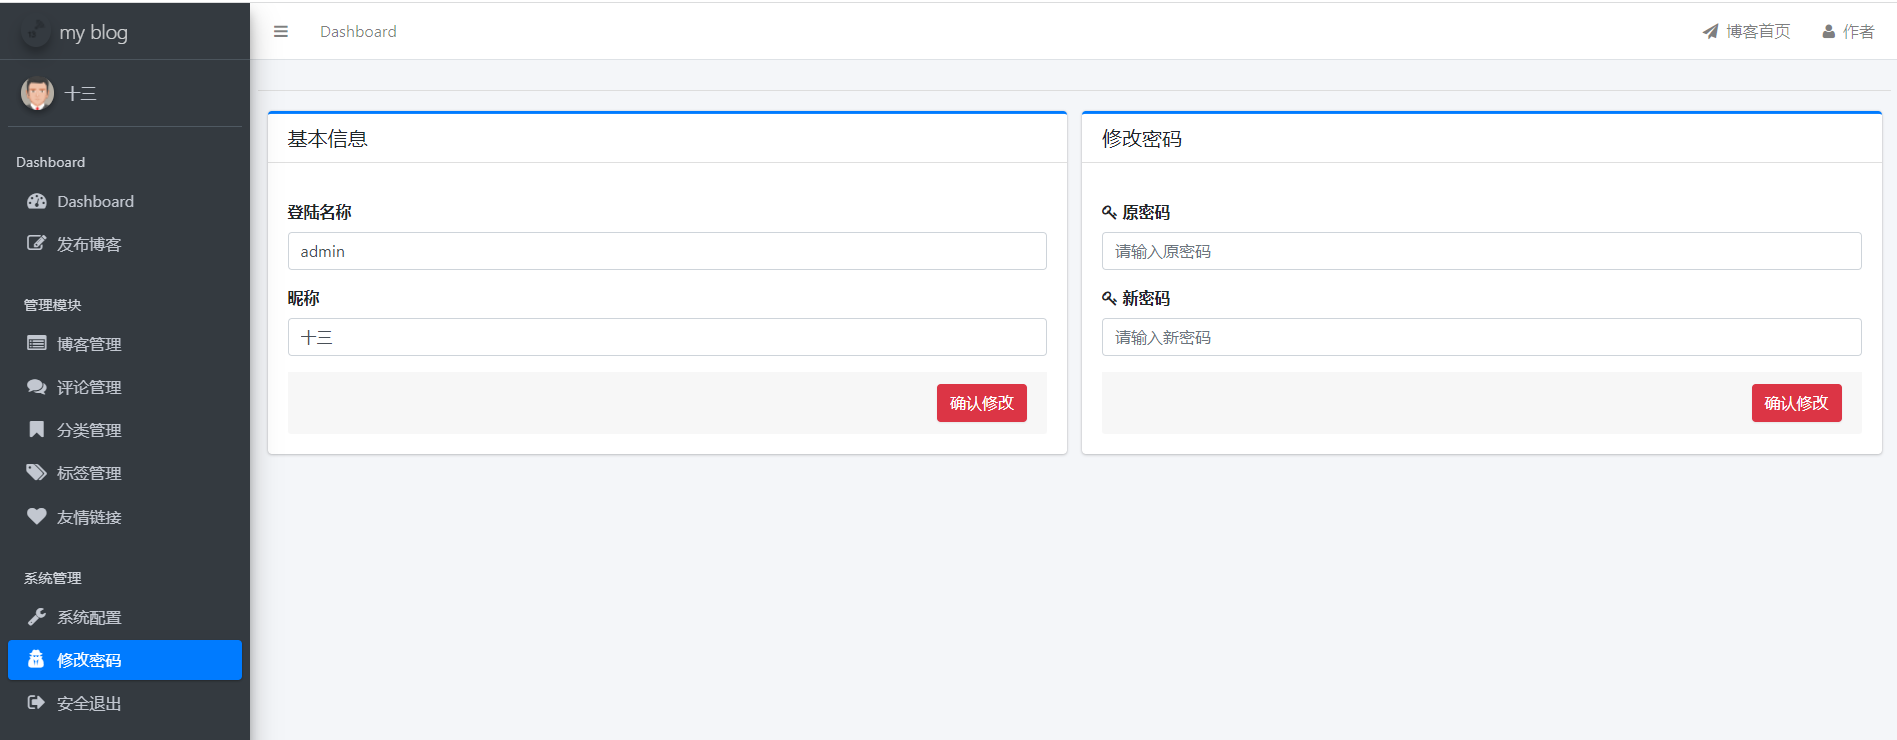 my blog
十三
Dashboard
Dashboard
发布博客
管理模块
博客管理
评论管理
分类管理
标签管理
友情链接
系统管理
系统配置
修改密码
安全退出
Dashboard
博客首页
作者
基本信息
登陆名称
admin
昵称
十三
确认修改
修改密码
原密码
请输入原密码
新密码
请输入新密码
确认修改